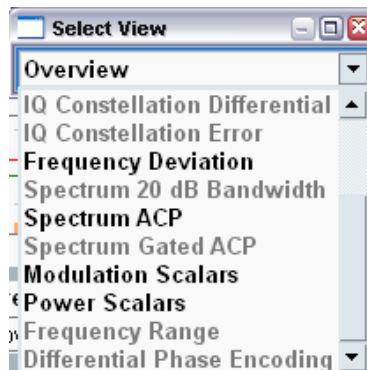 Select View
Overview
IQ Constellation Differential
IQ Constellation Error
Frequency Deviation
Spectrum 20 dB Bandwidth
Spectrum ACP
Spectrum Gated ACP
Modulation Scalars
Power Scalars
Frequency Range
Differential Phase Encoding